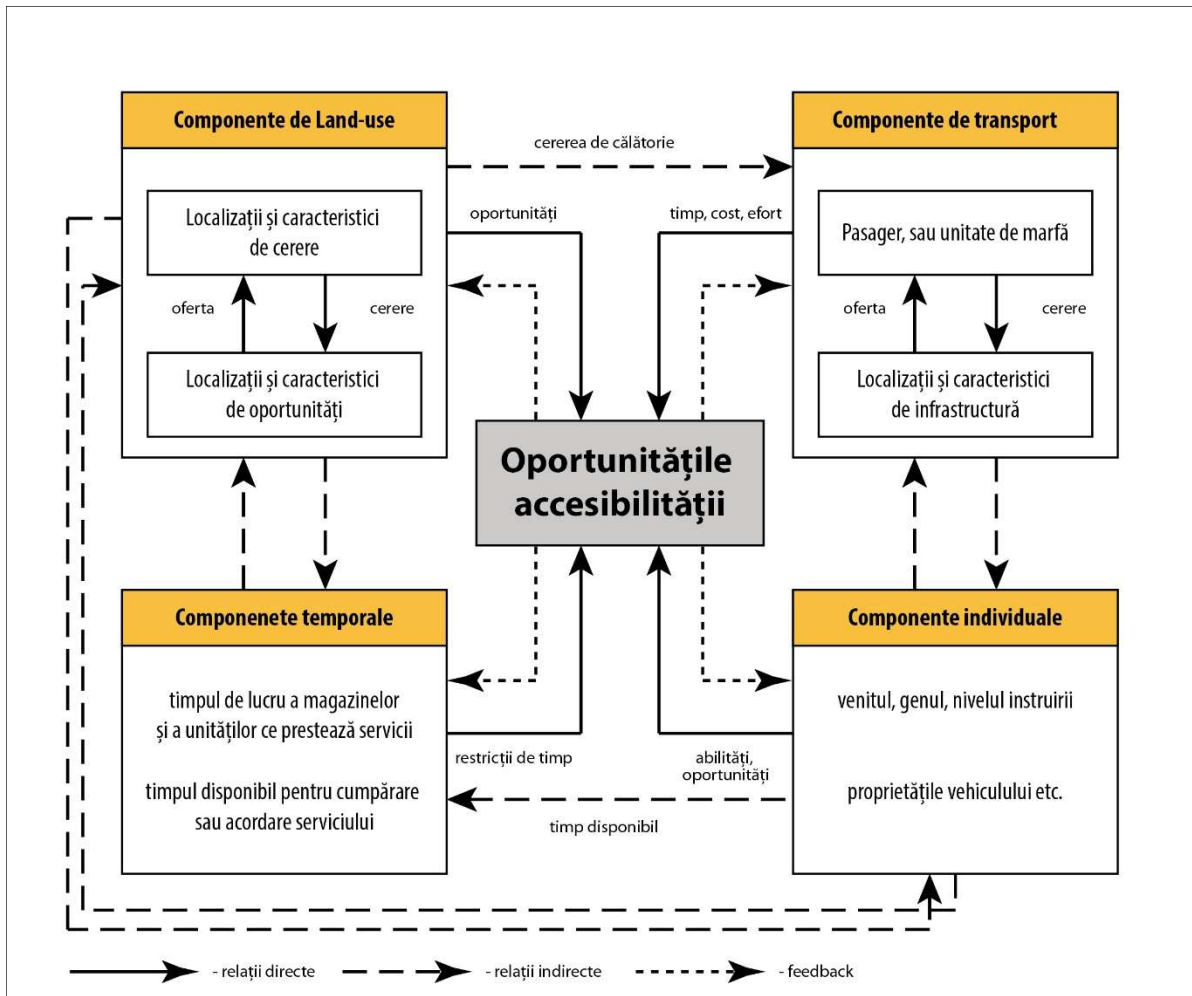 Componente de Land-use
Componente de transport
cererea de călătorie
Localizații și caracteristici
de cerere
oportunități
timp, cost, efort
Pasager, sau unitate de marfă
oferta
cerere
oferta
cerere
Localizații și caracteristici
de oportunități
Localizații și caracteristici
de infrastructură
Oportunitățile
accesibilității
Componenete temporale
Componente individuale
timpul de lucru a magazinelor
și a unităților ce prestează servicii
venitul, genul, nivelul instruirii
restricții de timp
abilități,
oportunități
timpul disponibil pentru cumpărare
sau acordare serviciului
proprietățile vehiculului etc.
timp disponibil
- relații directe
- relații indirecte
- feedback